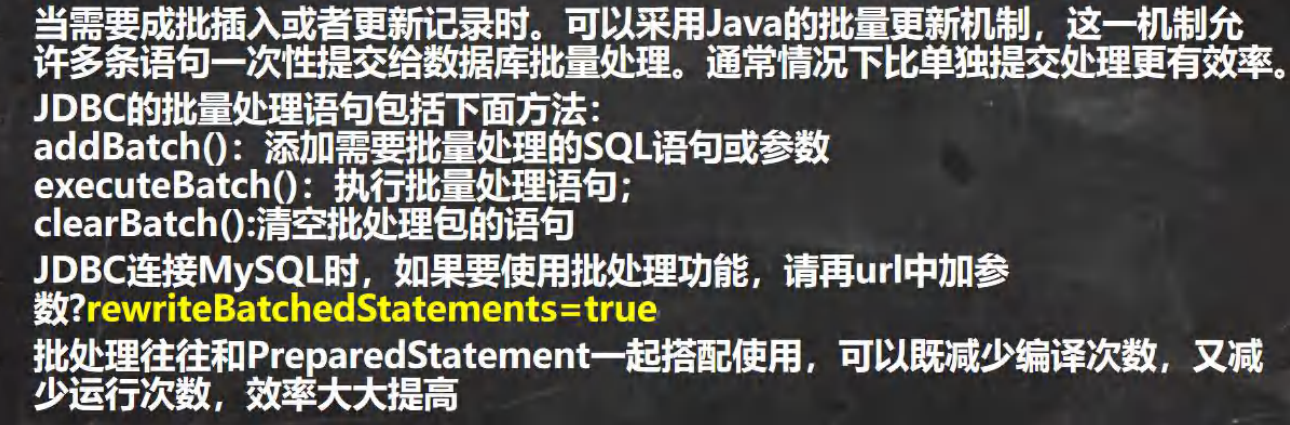 当需要成批插入或者更新记录时。可以采用Java的批量更新机制，这一机制允
许多条语句一次性提交给数据库批量处理。通常情况下比单独提交处理更有效率。
JDBC的批量处理语句包括下面方法：
addBatch()：添加需要批量处理的SQL语句或参数
executeBatch()：执行批量处理语句；
clearBatch():清空批处理包的语句
JDBC连接MySQL时，如果要使用批处理功能，请再url中加参
数?rewriteBatchedStatements=true
批处理往往和PreparedStatement一起搭配使用，可以既减少编译次数，又减
少运行次数，效率大大提高